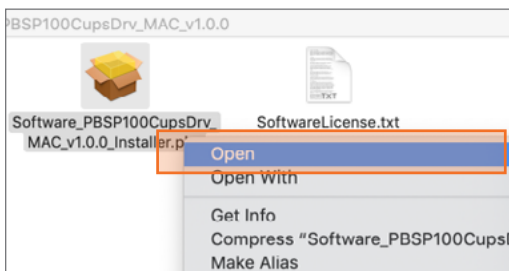 PBSP100CupsDrv_MAC_v1.0.0
TXT
Software_PBSP100CupsDrv_
MAC_v1.0.0_Installer.p
SoftwareLicense.txt
Open
Open With
Get Info
Compress “Software_PBSP100CupsD
Make Alias